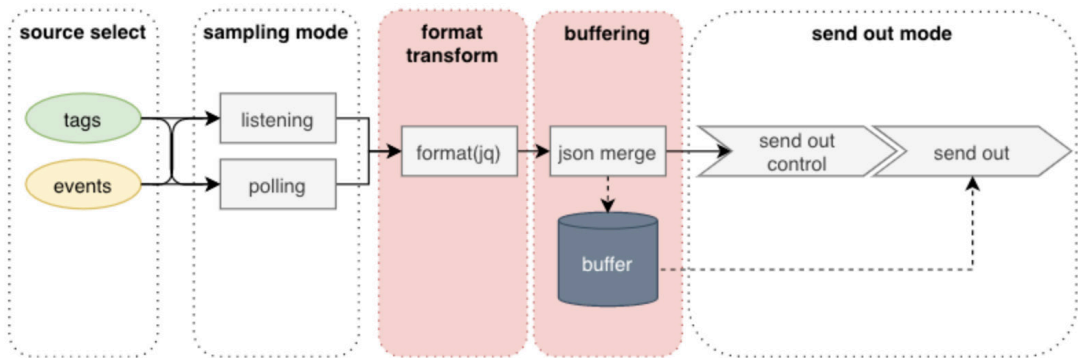 source select
sampling mode
format
transform
buffering
send out mode
tags
events
listening
polling
format(jq)
json merge
buffer
send out
control
send out